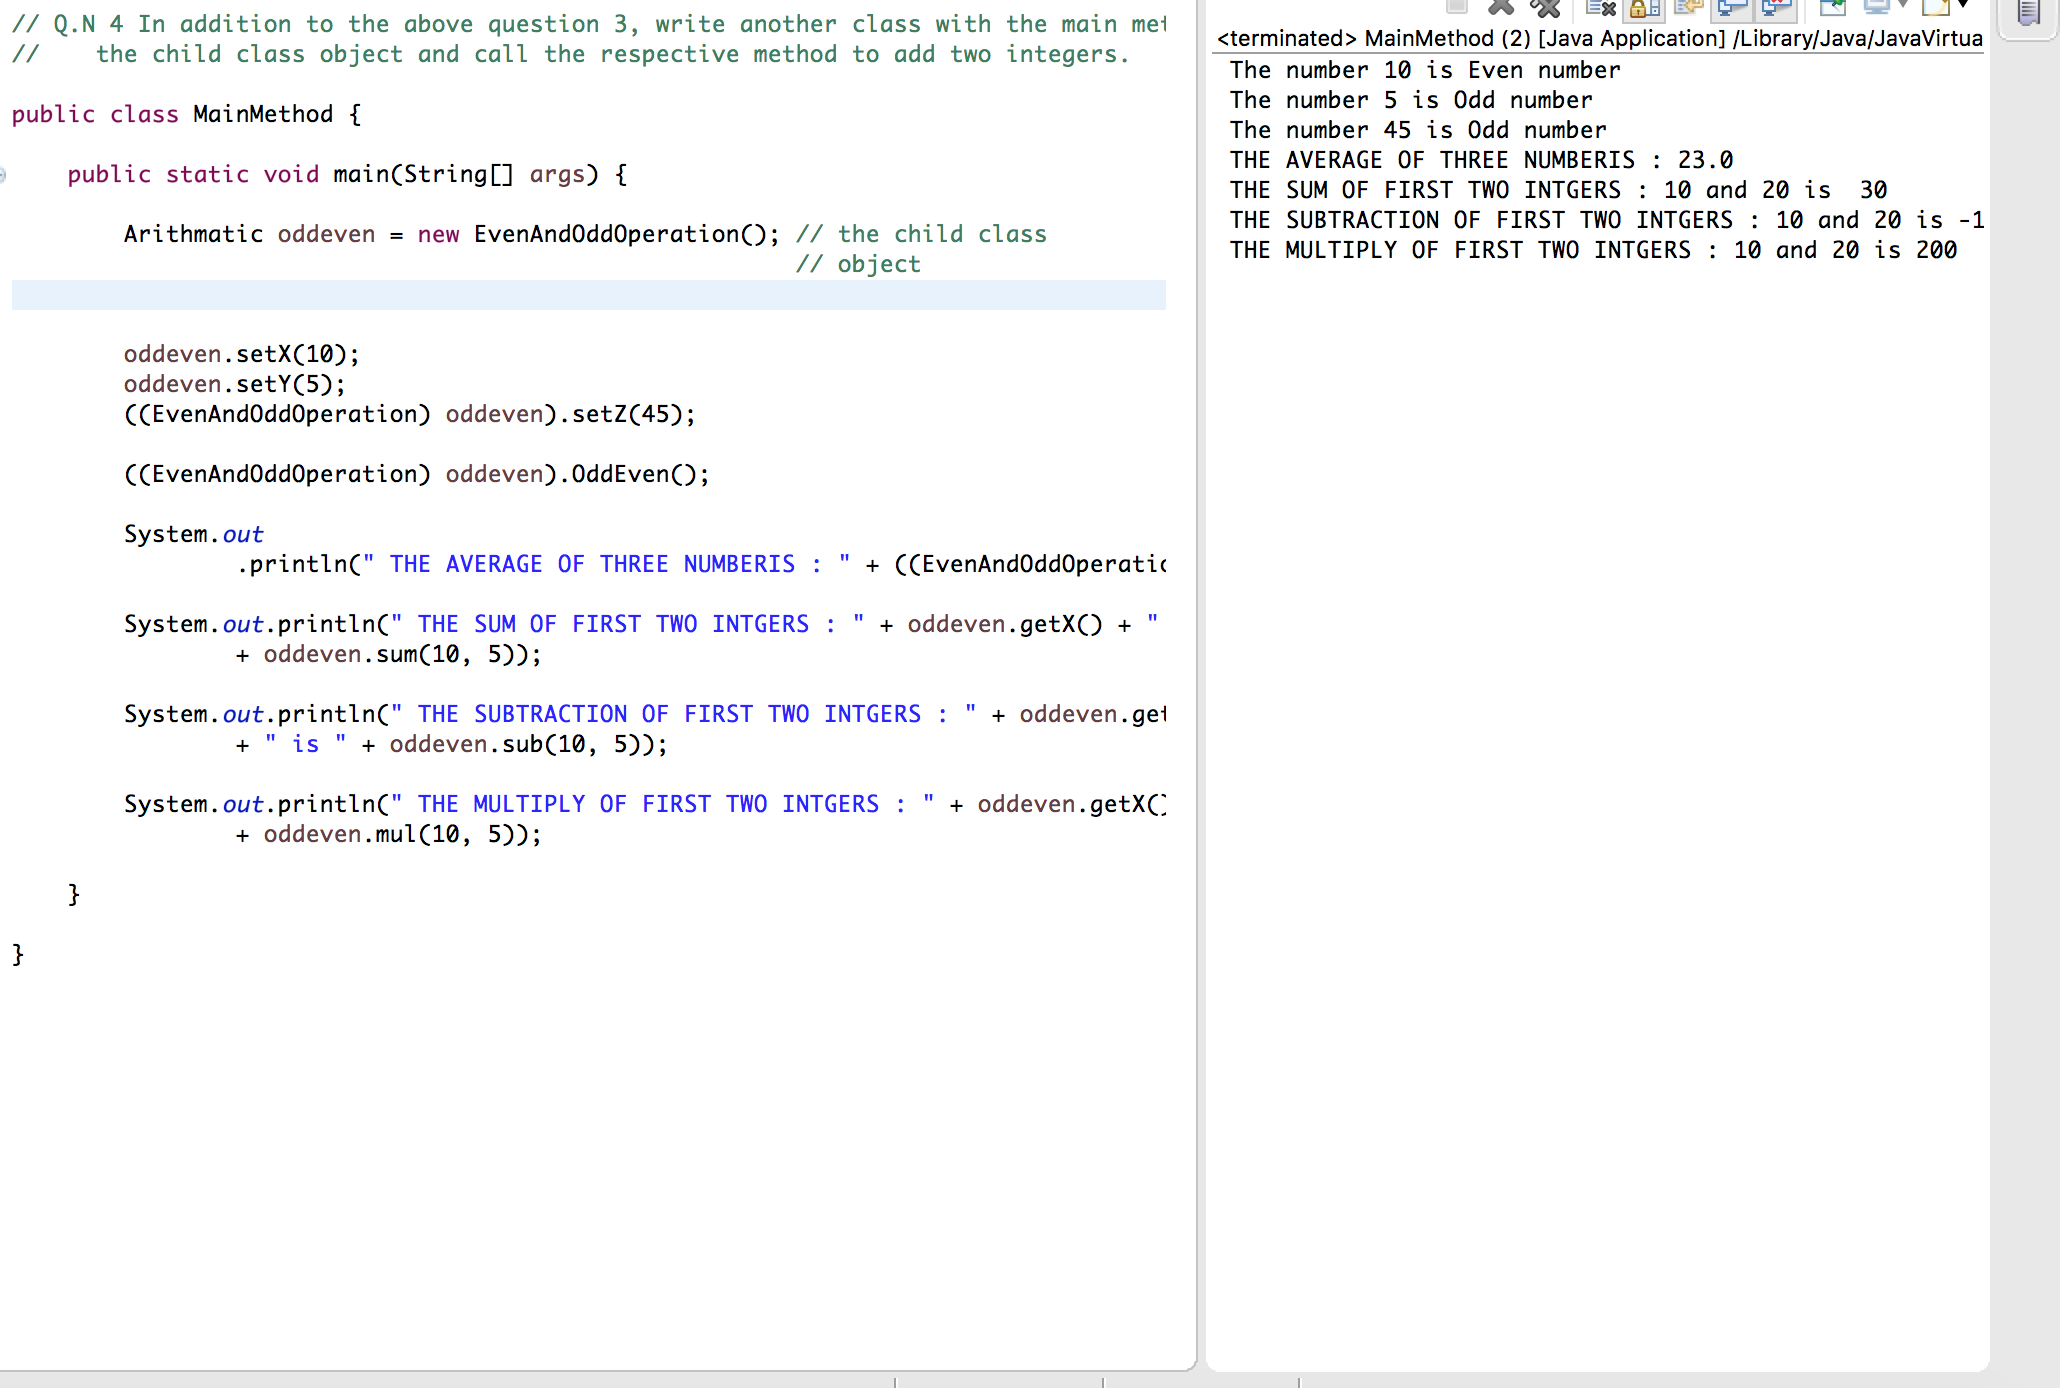 // Q.N 4 In addition to the above question 3, write another class with the main met
//    the child class object and call the respective method to add two integers.
public class MainMethod {
public static void main(String[] args) {
Arithmatic oddeven = new EvenAndOddOperation(); // the child class
// object
oddeven.setX(10);
oddeven.setY(5);
((EvenAndOddOperation) oddeven).setZ(45);
((EvenAndOddOperation) oddeven).OddEven();
System.out
.println(" THE AVERAGE OF THREE NUMBERIS : " + ((EvenAndOddOperatic
System.out.println(" THE SUM OF FIRST TWO INTGERS : " + oddeven.getX() + "
+ oddeven.sum(10, 5));
System.out.println(" THE SUBTRACTION OF FIRST TWO INTGERS : " + oddeven.get
+ " is " + oddeven.sub(10, 5));
System.out.println(" THE MULTIPLY OF FIRST TWO INTGERS : " + oddeven.getX()
+ oddeven.mul(10, 5));
}
}
<terminated> MainMethod (2) [Java Application] /Library/Java/JavaVirtua
The number 10 is Even number
The number 5 is Odd number
The number 45 is Odd number
THE AVERAGE OF THREE NUMBERIS : 23.0
THE SUM OF FIRST TWO INTGERS : 10 and 20 is  30
THE SUBTRACTION OF FIRST TWO INTGERS : 10 and 20 is -1
THE MULTIPLY OF FIRST TWO INTGERS : 10 and 20 is 200